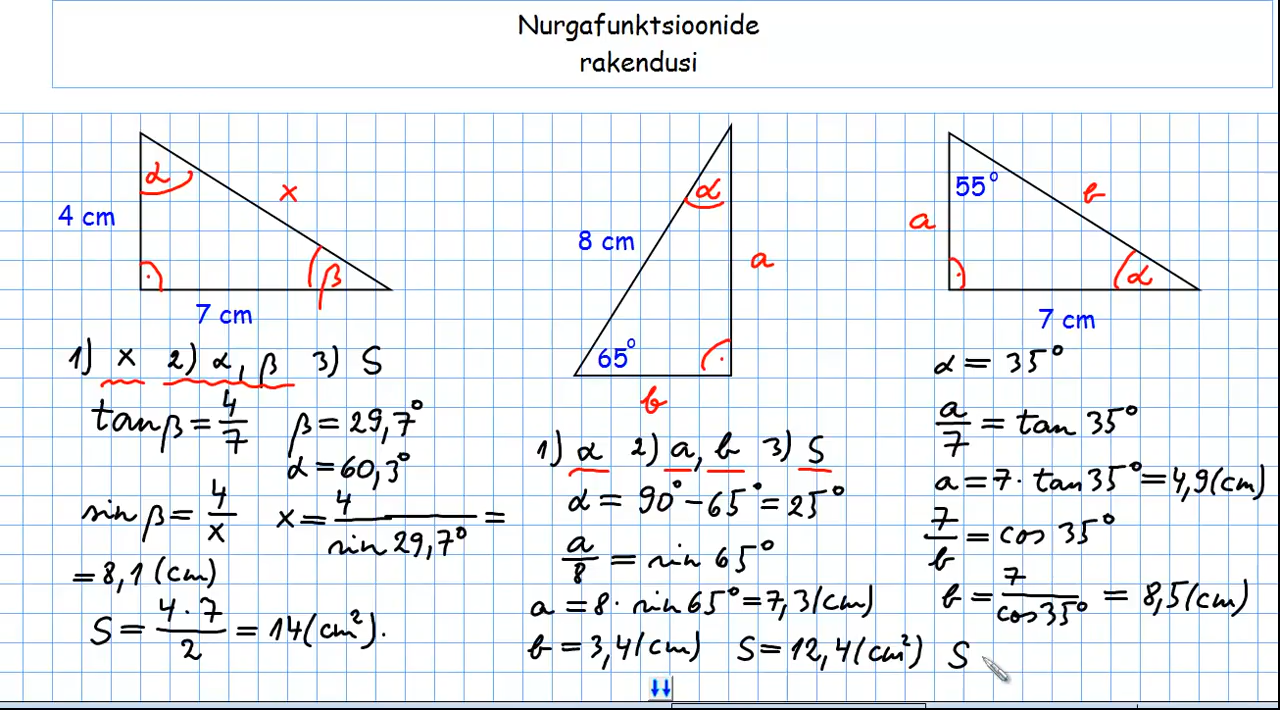 Nurgafunktsioonide
rakendusi
α
x
4 cm
β
7 cm
1) x 2) α, β 3) S
tan β = 4/7 β = 29,7°
α = 60,3°
sin β = 4/x x = 4/sin 29,7° =
= 8,1 (cm)
S = 4 · 7/2 = 14 (cm²).
α
8 cm
a
65°
b
1) α 2) a, b 3) S
α = 90° - 65° = 25°
a/8 = sin 65°
a = 8 · sin 65° = 7,3 (cm)
b = 3,4 (cm) S = 12,4 (cm²)
55°
b
a
α
7 cm
α = 35°
a/7 = tan 35°
a = 7 · tan 35° = 4,9 (cm)
7/b = cos 35°
b = 7/cos 35° = 8,5 (cm)
S